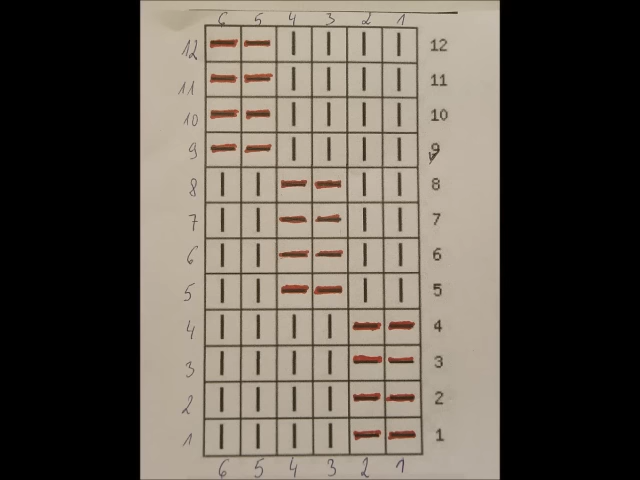 6 5 4 3 2 1
12 — — | | | | 12
11 — — | | | | 11
10 — — | | | | 10
9 — — | | | | 9
8 | | — — | | 8
7 | | — — | | 7
6 | | — — | | 6
5 | | — — | | 5
4 | | | | — — 4
3 | | | | — — 3
2 | | | | — — 2
1 | | | | — — 1
6 5 4 3 2 1